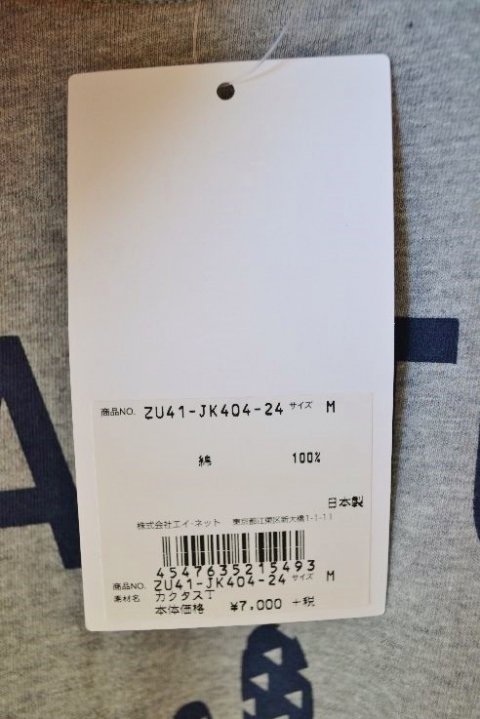 商品NO. ZU41-JK404-24 サイズ M
綿 100%
日本製
株式会社エイ・ネット 東京都江東区新大橋1-1-11
4547635215493
商品NO. ZU41-JK404-24 サイズ M
素材名 カクタスT
本体価格 ¥7,000 +税
A